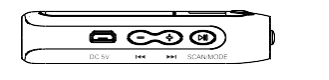 DC 5V ⏮ ⏭ SCAN/MODE